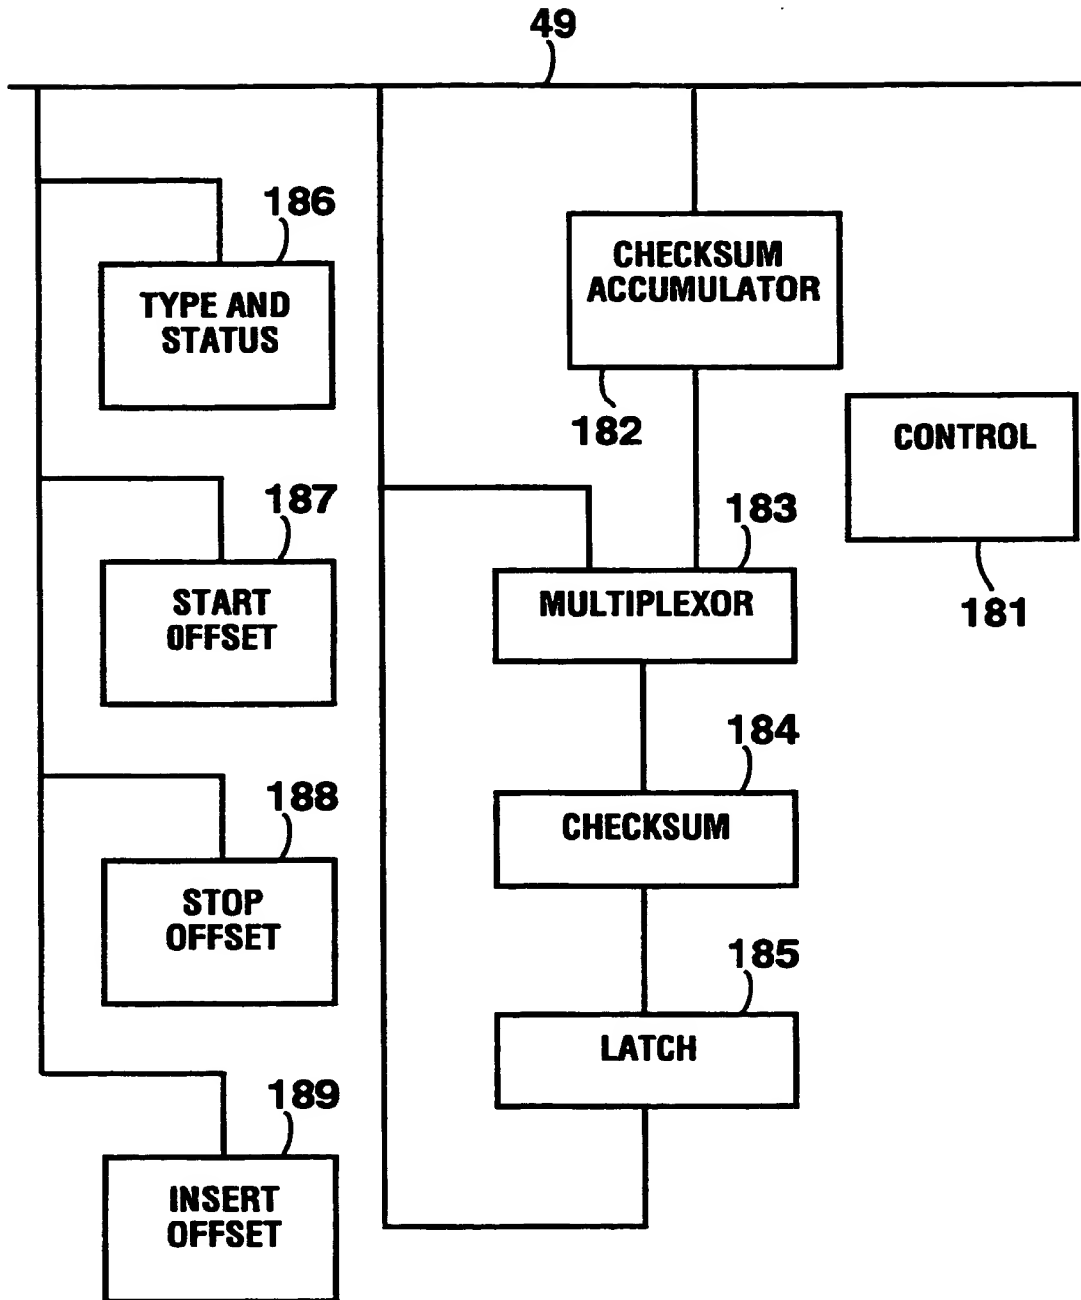 49
186
TYPE AND
STATUS
CHECKSUM
ACCUMULATOR
182
CONTROL
181
187
START
OFFSET
183
MULTIPLEXOR
184
CHECKSUM
188
STOP
OFFSET
185
LATCH
189
INSERT
OFFSET